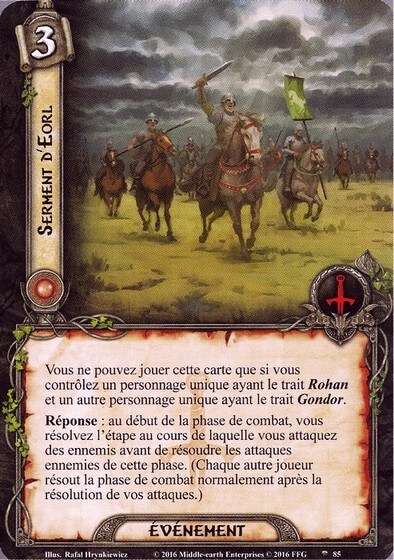 3
SERMENT D'EORL
Vous ne pouvez jouer cette carte que si vous
contrôlez un personnage unique ayant le trait Rohan
et un autre personnage unique ayant le trait Gondor.
Réponse : au début de la phase de combat, vous
résolvez l'étape au cours de laquelle vous attaquez
des ennemis avant de résoudre les attaques
ennemies de cette phase. (Chaque autre joueur
résout la phase de combat normalement après la
résolution de vos attaques.)
ÉVÉNEMENT
Illus. Rafal Hrynkiewicz © 2016 Middle-earth Enterprises © 2016 FFG 85